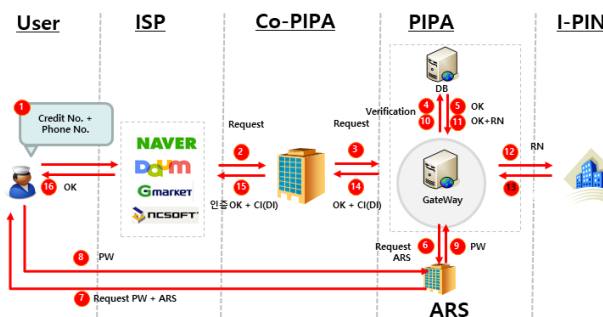 User
ISP
Co-PIPA
PIPA
I-PIN
1
Credit No. +
Phone No.
16
OK
NAVER
Daum
Gmarket
NCSOFT
Request
2
15
인증 OK + CI(DI)
Request
3
14
OK + CI(DI)
DB
Verification
4
10
5
OK
11
OK+RN
GateWay
12
RN
13
Request
ARS
6
9
PW
8
PW
7
Request PW + ARS
ARS